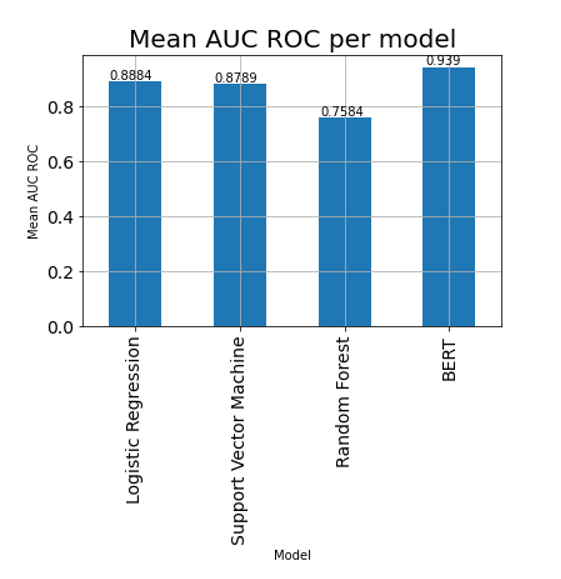 Mean AUC ROC per model
0.8884
0.8789
0.7584
0.939
Mean AUC ROC
0.8
0.6
0.4
0.2
0.0
Logistic Regression
Support Vector Machine
Random Forest
BERT
Model